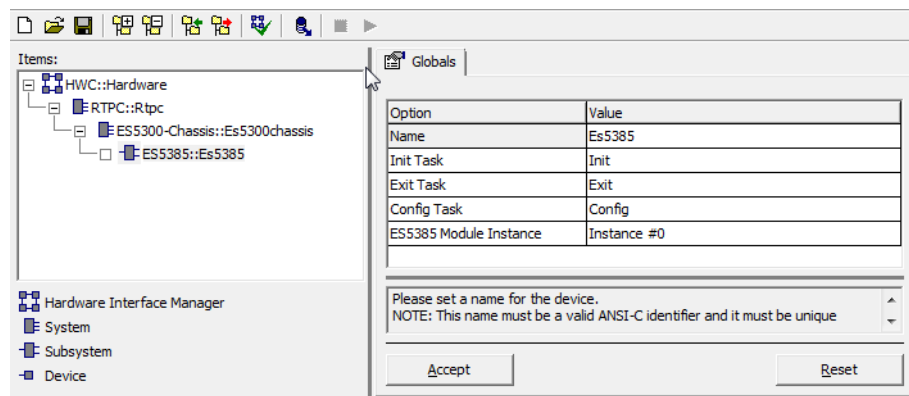 Items:
HWC::Hardware
RTPC::Rtpc
ES5300-Chassis::Es5300chassis
ES5385::Es5385
Hardware Interface Manager
System
Subsystem
Device
Globals
Option Value
Name Es5385
Init Task Init
Exit Task Exit
Config Task Config
ES5385 Module Instance Instance #0
Please set a name for the device.
NOTE: This name must be a valid ANSI-C identifier and it must be unique
Accept Reset